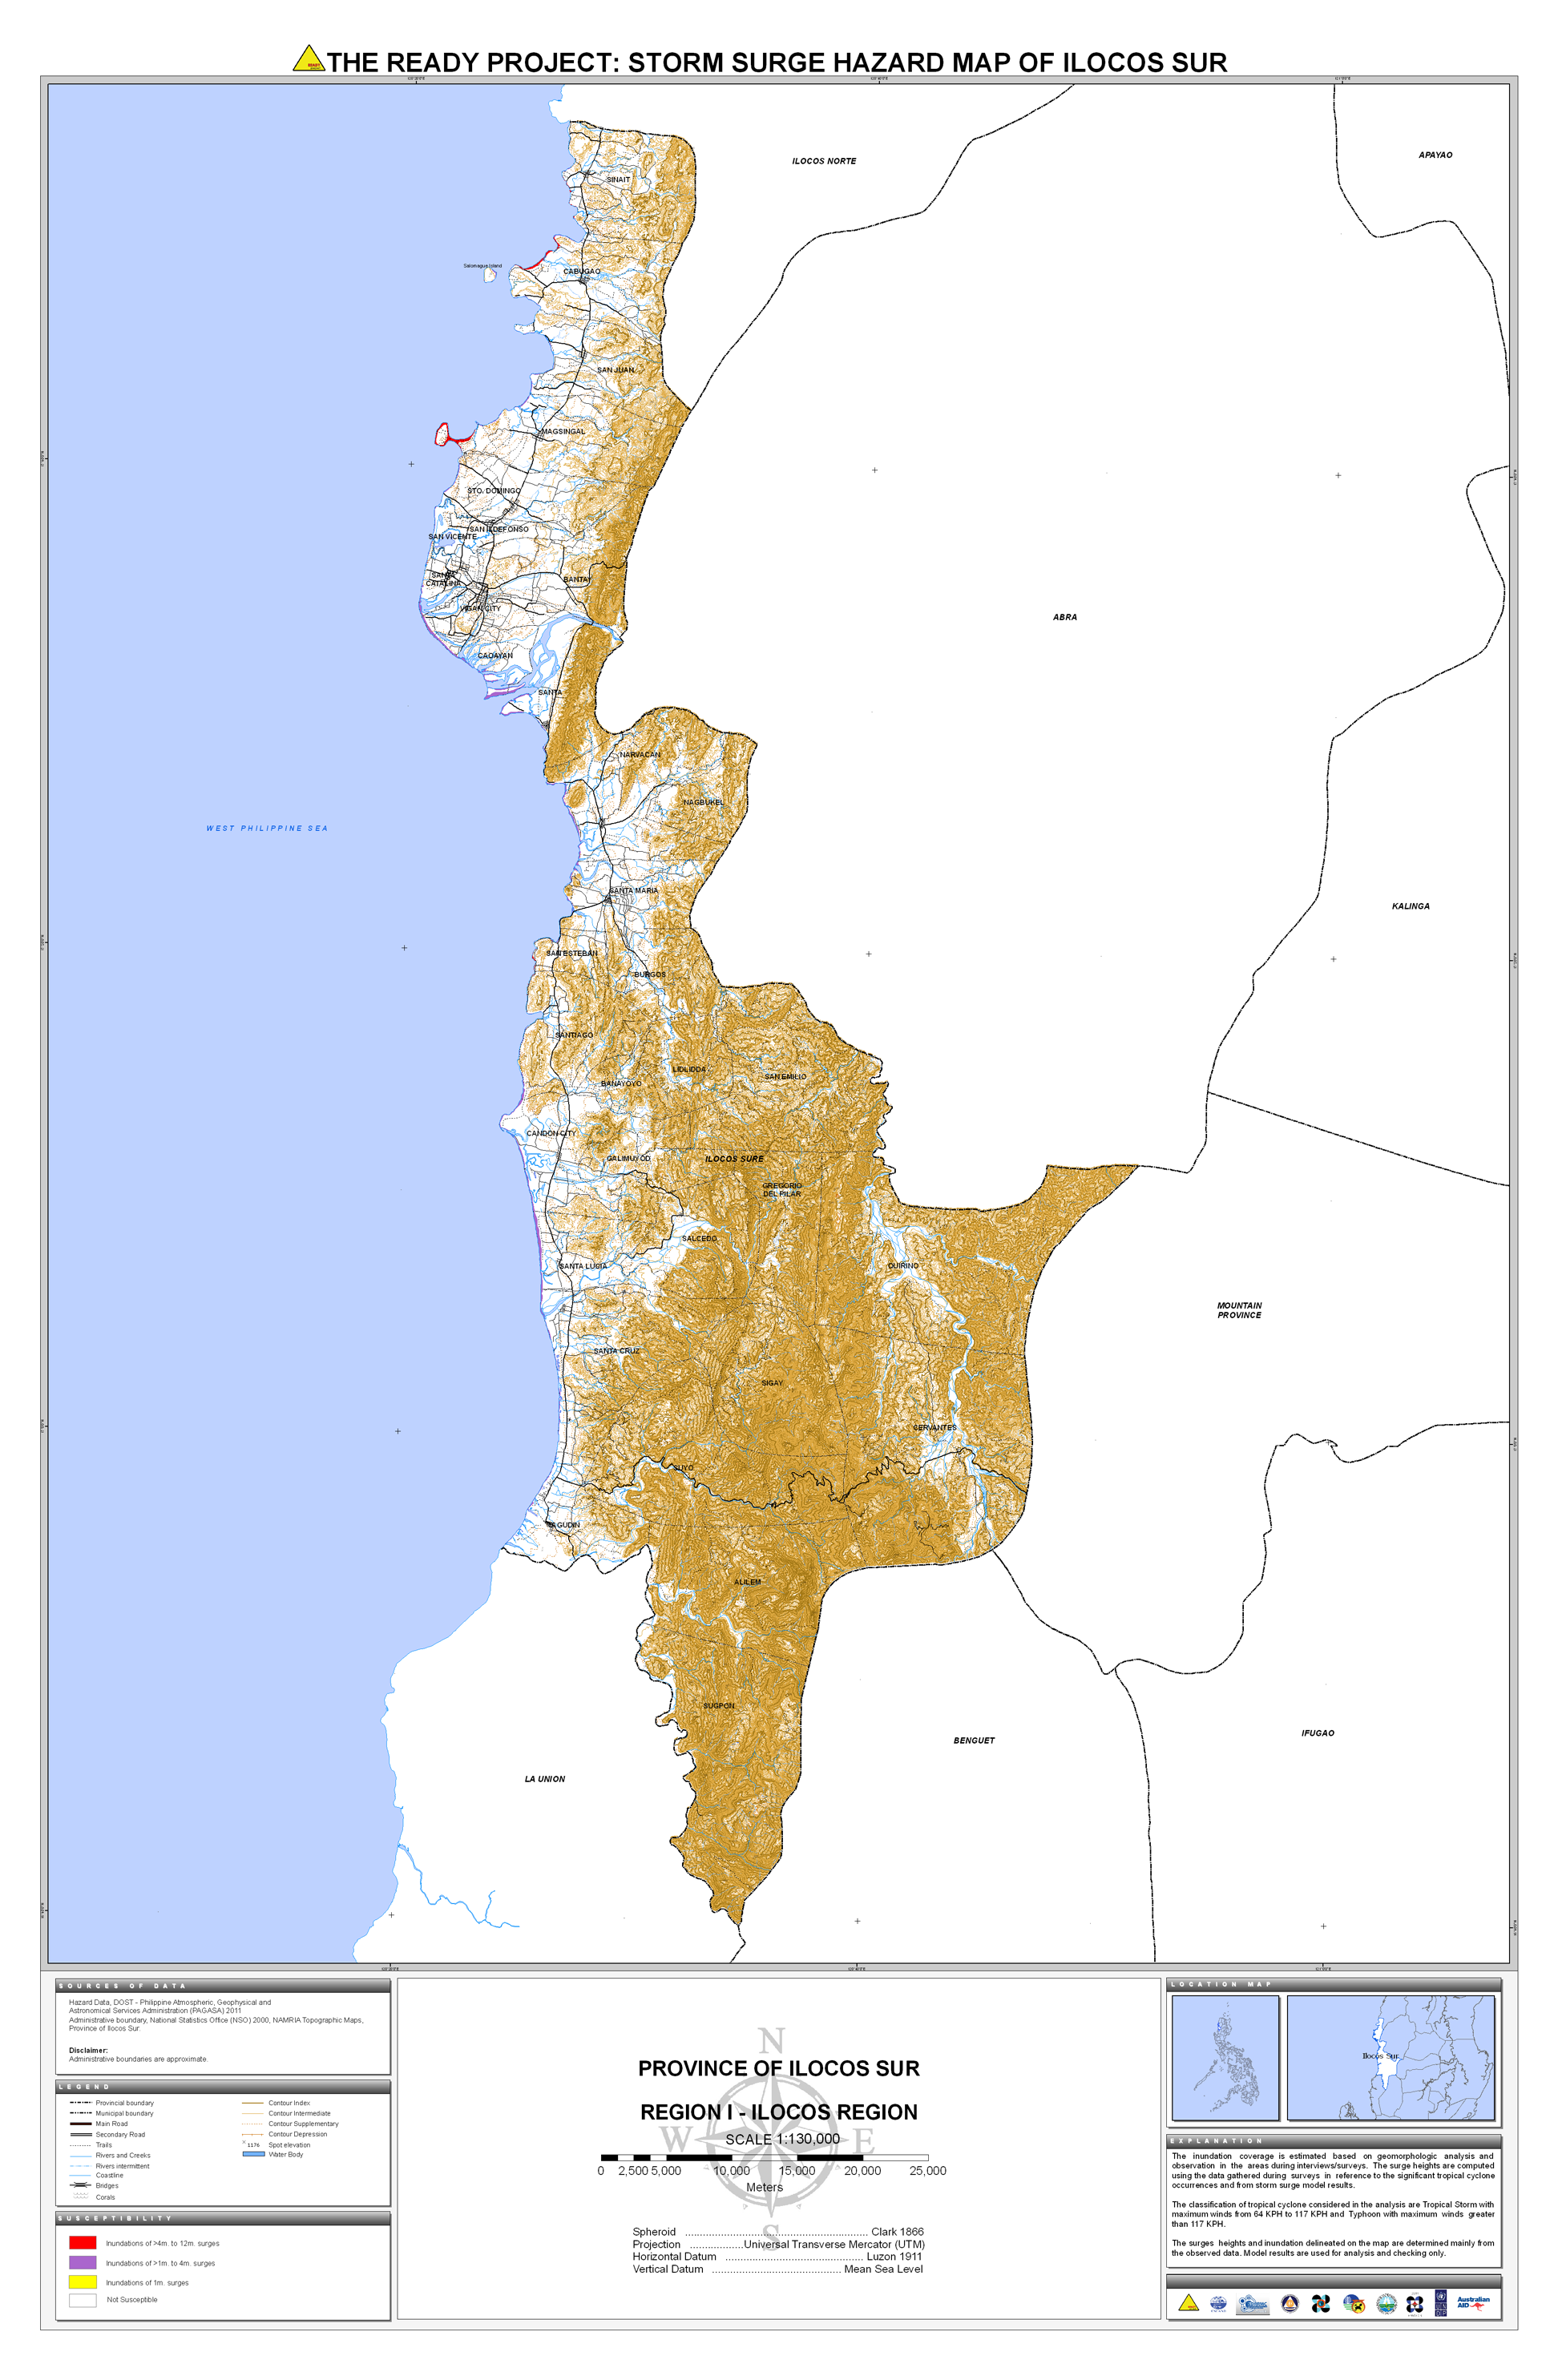 THE READY PROJECT: STORM SURGE HAZARD MAP OF ILOCOS SUR
ILOCOS NORTE
APAYAO
SINAIT
Salomague Island
CABUGAO
SAN JUAN
MAGSINGAL
STO. DOMINGO
SAN ILDEFONSO
SAN VICENTE
SANTA
CATALINA
BANTAY
VIGAN CITY
ABRA
CAOAYAN
SANTA
NARVACAN
NAGBUKEL
WEST PHILIPPINE SEA
SANTA MARIA
KALINGA
SAN ESTEBAN
BURGOS
SANTIAGO
LIDLIDDA
SAN EMILIO
BANAYOYO
CANDON CITY
GALIMUYOD
ILOCOS SURE
GREGORIO
DEL PILAR
SALCEDO
SANTA LUCIA
QUIRINO
MOUNTAIN
PROVINCE
SANTA CRUZ
SIGAY
CERVANTES
SUYO
TAGUDIN
ALILEM
SUGPON
BENGUET
IFUGAO
LA UNION
SOURCES OF DATA
Hazard Data, DOST - Philippine Atmospheric, Geophysical and
Astronomical Services Administration (PAGASA) 2011
Administrative boundary, National Statistics Office (NSO) 2000, NAMRIA Topographic Maps,
Province of Ilocos Sur.
Disclaimer:
Administrative boundaries are approximate.
LEGEND
Provincial boundary
Municipal boundary
Main Road
Secondary Road
Trails
Rivers and Creeks
Rivers intermittent
Coastline
Bridges
Corals
Contour Index
Contour Intermediate
Contour Supplementary
Contour Depression
1176 Spot elevation
Water Body
SUSCEPTIBILITY
Inundations of >4m. to 12m. surges
Inundations of >1m. to 4m. surges
Inundations of 1m. surges
Not Susceptible
N
PROVINCE OF ILOCOS SUR
REGION I - ILOCOS REGION
W E
SCALE 1:130,000
0 2,500 5,000 10,000 15,000 20,000 25,000
Meters
S
Spheroid ................................................................ Clark 1866
Projection ...................Universal Transverse Mercator (UTM)
Horizontal Datum ................................................ Luzon 1911
Vertical Datum ............................................. Mean Sea Level
LOCATION MAP
Ilocos Sur
EXPLANATION
The inundation coverage is estimated based on geomorphologic analysis and
observation in the areas during interviews/surveys. The surge heights are computed
using the data gathered during surveys in reference to the significant tropical cyclone
occurrences and from storm surge model results.
The classification of tropical cyclone considered in the analysis are Tropical Storm with
maximum winds from 64 KPH to 117 KPH and Typhoon with maximum winds greater
than 117 KPH.
The surges heights and inundation delineated on the map are determined mainly from
the observed data. Model results are used for analysis and checking only.
Australian
AID